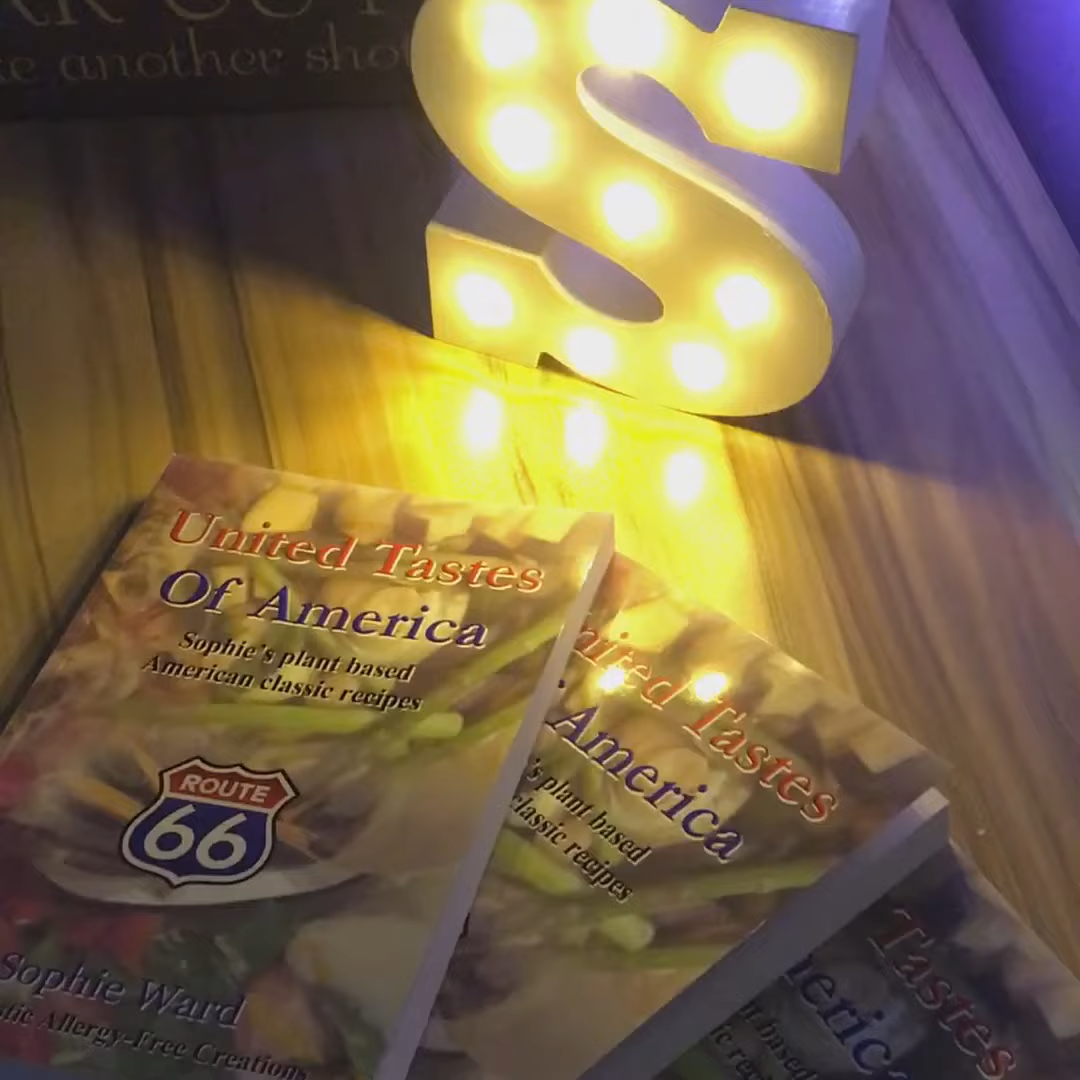 another shot
S
United Tastes
Of America
Sophie's plant based
American classic recipes
ROUTE
66
Sophie Ward
Allergy-Free Creations
United Tastes
America
's plant based
classic recipes
Tastes